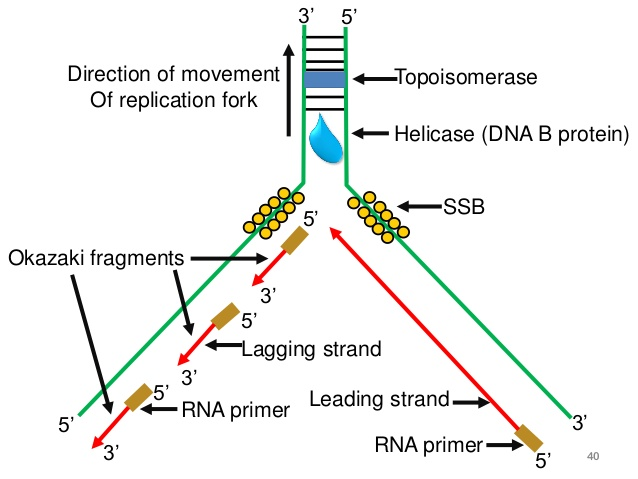 3’ 5’
Direction of movement
Of replication fork
Topoisomerase
Helicase (DNA B protein)
SSB
5’
Okazaki fragments
3’
5’
Lagging strand
3’
5’
RNA primer
Leading strand
5’
3’
3’
RNA primer
5’
40